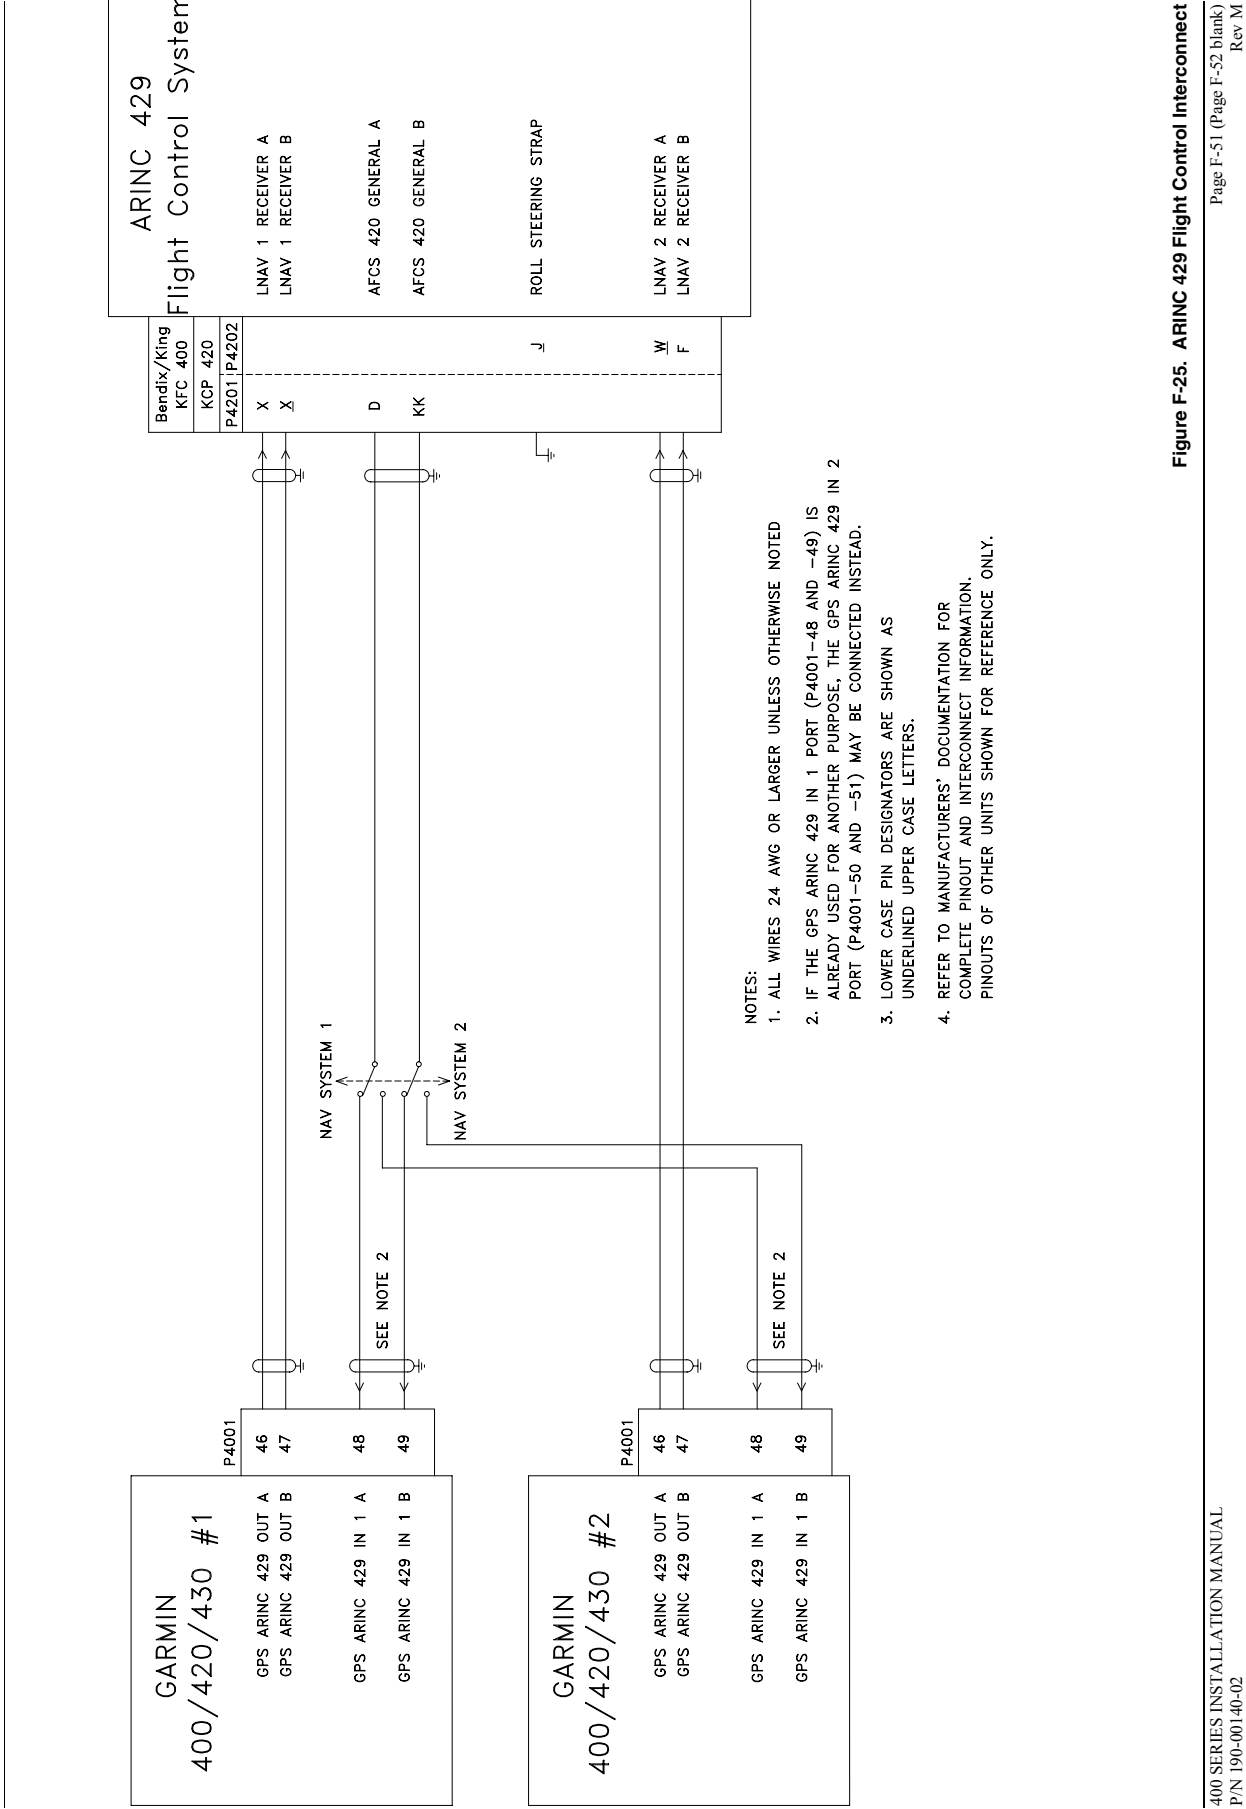 GARMIN
400/420/430 #1
P4001
GPS ARINC 429 OUT A 46
GPS ARINC 429 OUT B 47
GPS ARINC 429 IN 1 A 48
GPS ARINC 429 IN 1 B 49
SEE NOTE 2
NAV SYSTEM 1
NAV SYSTEM 2
GARMIN
400/420/430 #2
P4001
GPS ARINC 429 OUT A 46
GPS ARINC 429 OUT B 47
GPS ARINC 429 IN 1 A 48
GPS ARINC 429 IN 1 B 49
SEE NOTE 2
ARINC 429
Flight Control System
Bendix/King
KFC 400
KCP 420
P4201 P4202
X LNAV 1 RECEIVER A
X LNAV 1 RECEIVER B
D AFCS 420 GENERAL A
KK AFCS 420 GENERAL B
J ROLL STEERING STRAP
W LNAV 2 RECEIVER A
F LNAV 2 RECEIVER B
NOTES:
1. ALL WIRES 24 AWG OR LARGER UNLESS OTHERWISE NOTED
2. IF THE GPS ARINC 429 IN 1 PORT (P4001-48 AND -49) IS
ALREADY USED FOR ANOTHER PURPOSE, THE GPS ARINC 429 IN 2
PORT (P4001-50 AND -51) MAY BE CONNECTED INSTEAD.
3. LOWER CASE PIN DESIGNATORS ARE SHOWN AS
UNDERLINED UPPER CASE LETTERS.
4. REFER TO MANUFACTURERS' DOCUMENTATION FOR
COMPLETE PINOUT AND INTERCONNECT INFORMATION.
PINOUTS OF OTHER UNITS SHOWN FOR REFERENCE ONLY.
Figure F-25. ARINC 429 Flight Control Interconnect
400 SERIES INSTALLATION MANUAL Page F-51 (Page F-52 blank)
P/N 190-00140-02 Rev M